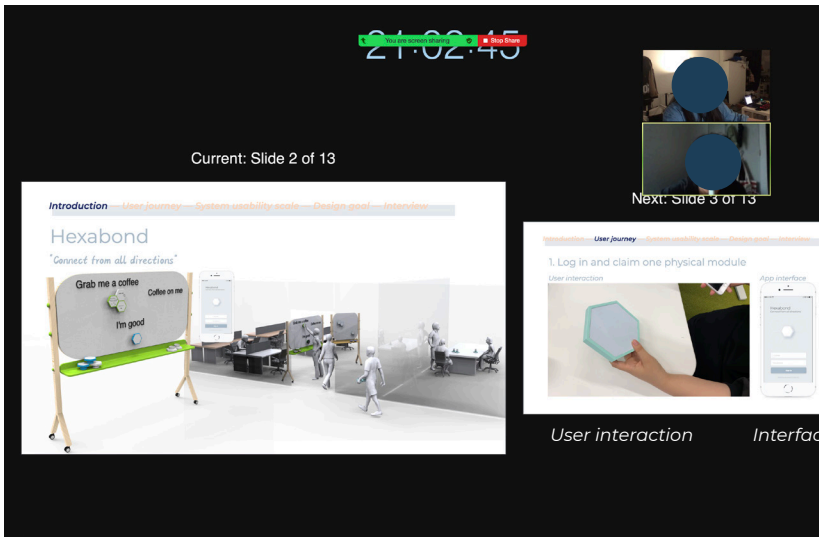 21:02:45
You are screen sharing
Stop Share
Current: Slide 2 of 13
Introduction — User journey — System usability scale — Design goal — Interview
Hexabond
"Connect from all directions"
Grab me a coffee
Coffee on me
I'm good
Next: Slide 3 of 13
Introduction — User journey — System usability scale — Design goal — Interview
1. Log in and claim one physical module
User interaction
App interface
Hexabond
User interaction
Interfac